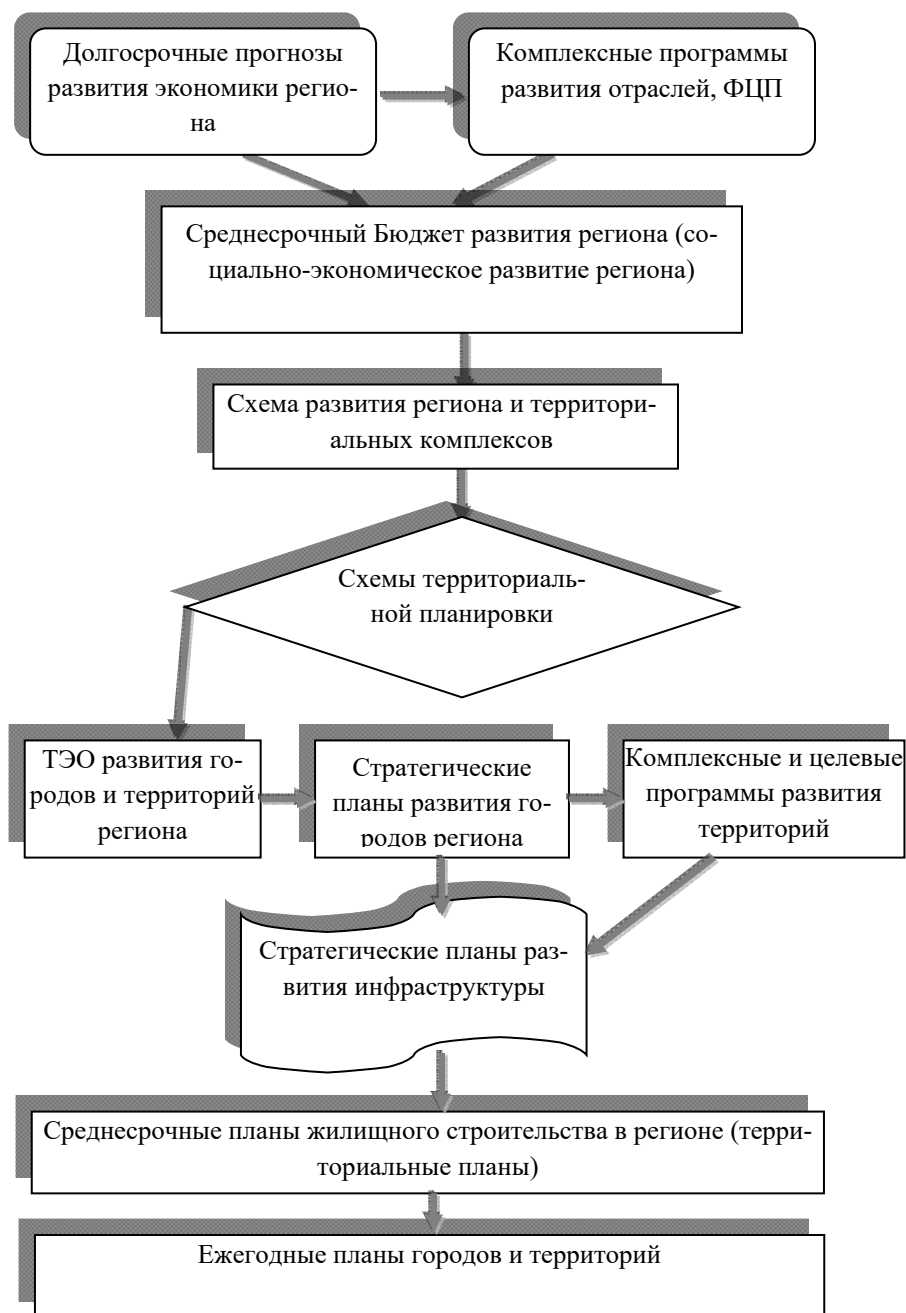 Долгосрочные прогнозы
развития экономики регио-
на
Комплексные программы
развития отраслей, ФЦП
Среднесрочный Бюджет развития региона (со-
циально-экономическое развитие региона)
Схема развития региона и территори-
альных комплексов
Схемы территориаль-
ной планировки
ТЭО развития го-
родов и территорий
региона
Стратегические
планы развития го-
родов региона
Комплексные и целевые
программы развития
территорий
Стратегические планы раз-
вития инфраструктуры
Среднесрочные планы жилищного строительства в регионе (терри-
ториальные планы)
Ежегодные планы городов и территорий